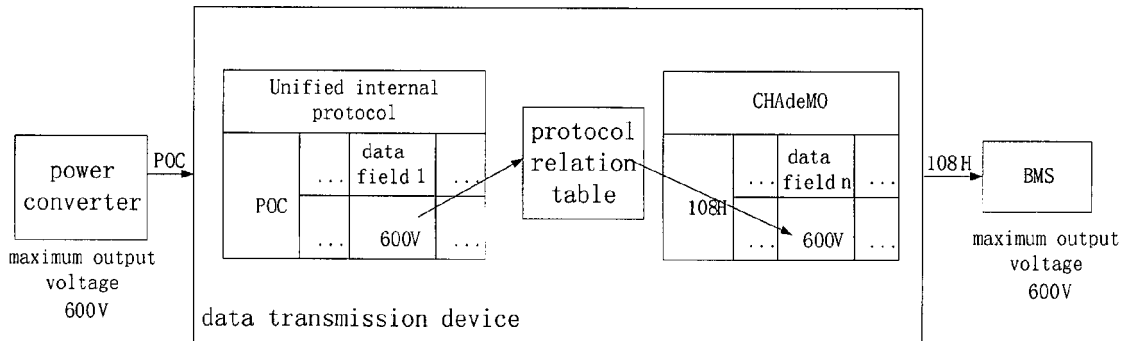 power
converter
maximum output
voltage
600V
POC
Unified internal
protocol
POC
...
data
field 1
...
...
600V
...
protocol
relation
table
CHAdeMO
108H
...
data
field n
...
...
600V
...
data transmission device
108H
BMS
maximum output
voltage
600V